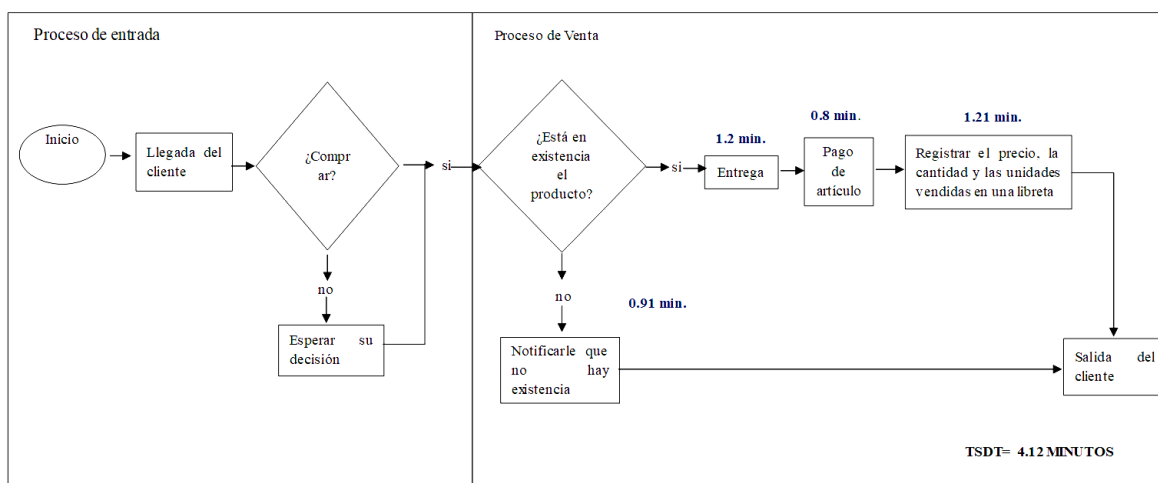 Proceso de entrada
Inicio
Llegada del
cliente
¿Compr
ar?
si
no
Esperar su
decisión
Proceso de Venta
¿Está en
existencia
el
producto?
si
1.2 min.
Entrega
0.8 min.
Pago
de
artículo
1.21 min.
Registrar el precio, la
cantidad y las unidades
vendidas en una libreta
no
0.91 min.
Notificarle que
no hay
existencia
Salida del
cliente
TSDT= 4.12 MINUTOS